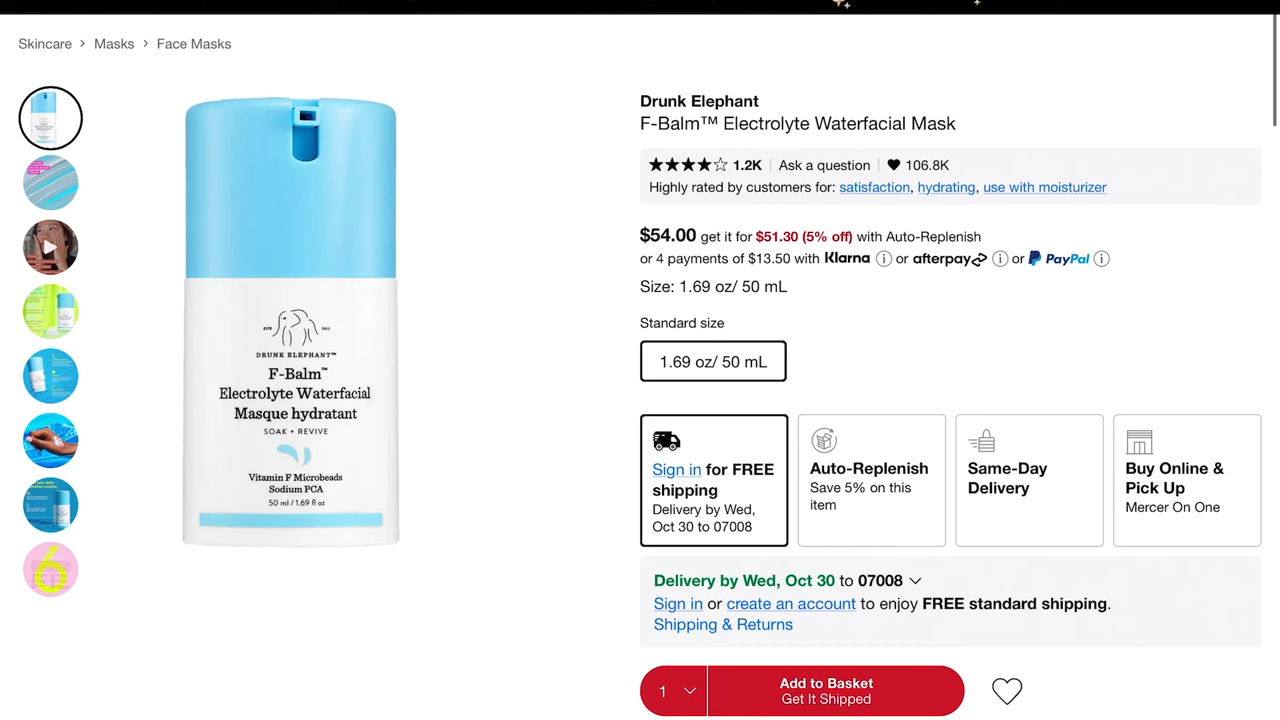 Skincare > Masks > Face Masks
Drunk Elephant
F-Balm™ Electrolyte Waterfacial Mask
1.2K Ask a question 106.8K
Highly rated by customers for: satisfaction, hydrating, use with moisturizer
$54.00 get it for $51.30 (5% off) with Auto-Replenish
or 4 payments of $13.50 with Klarna or afterpay or PayPal
Size: 1.69 oz/ 50 mL
Standard size
1.69 oz/ 50 mL
Sign in for FREE
shipping
Delivery by Wed,
Oct 30 to 07008
Auto-Replenish
Save 5% on this
item
Same-Day
Delivery
Buy Online &
Pick Up
Mercer On One
Delivery by Wed, Oct 30 to 07008
Sign in or create an account to enjoy FREE standard shipping.
Shipping & Returns
1
Add to Basket
Get It Shipped
DRUNK ELEPHANT™
F-Balm™
Electrolyte Waterfacial
Masque hydratant
SOAK + REVIVE
Vitamin F Microbeads
Sodium PCA
50 ml / 1.69 fl oz
6